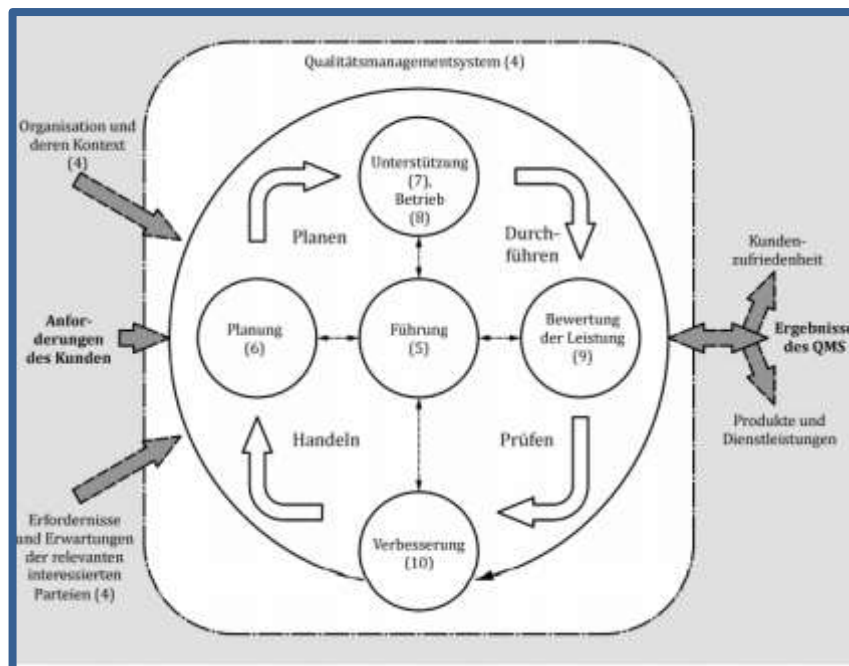 Qualitätsmanagementsystem (4)
Organisation und
deren Kontext
(4)
Unterstützung
(7),
Betrieb
(8)
Planen
Durch-
führen
Kunden-
zufriedenheit
Anfor-
derungen
des Kunden
Planung
(6)
Führung
(5)
Bewertung
der Leistung
(9)
Ergebnisse
des QMS
Handeln
Prüfen
Produkte und
Dienstleistungen
Erfordernisse
und Erwartungen
der relevanten
interessierten
Parteien (4)
Verbesserung
(10)